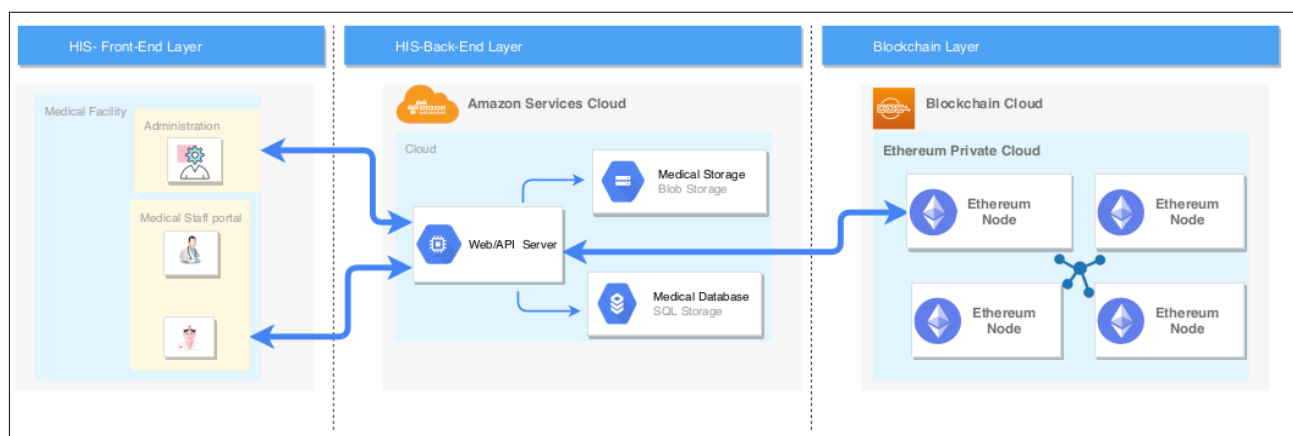 HIS- Front-End Layer
HIS-Back-End Layer
Blockchain Layer
Medical Facility
Administration
Medical Staff portal
Amazon Services Cloud
Cloud
Web/API Server
Medical Storage
Blob Storage
Medical Database
SQL Storage
Blockchain Cloud
Ethereum Private Cloud
Ethereum
Node
Ethereum
Node
Ethereum
Node
Ethereum
Node